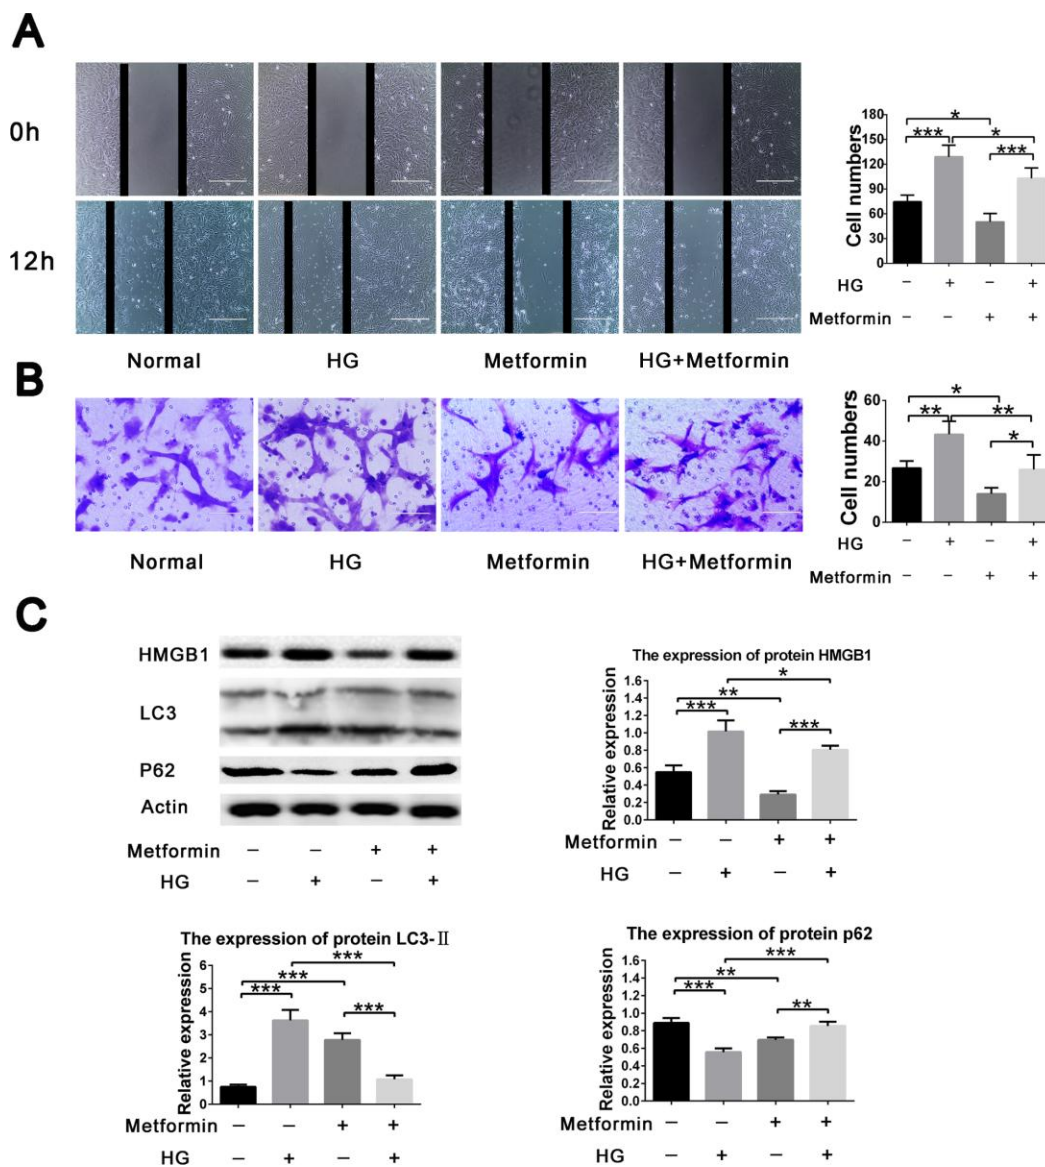 A
0h
12h
Normal HG Metformin HG+Metformin
Cell numbers
180
150
120
90
60
30
0
* *** * ***
HG − + − +
Metformin − − + +
B
Normal HG Metformin HG+Metformin
Cell numbers
60
40
20
0
* ** ** *
HG − + − +
Metformin − − + +
C
HMGB1
LC3
P62
Actin
Metformin − − + +
HG − + − +
The expression of protein HMGB1
Relative expression
1.6
1.4
1.2
1.0
0.8
0.6
0.4
0.2
0.0
* ** *** ***
Metformin − − + +
HG − + − +
The expression of protein LC3-Ⅱ
Relative expression
6
5
4
3
2
1
0
*** *** *** ***
Metformin − − + +
HG − + − +
The expression of protein p62
Relative expression
1.6
1.4
1.2
1.0
0.8
0.6
0.4
0.2
0.0
*** ** *** **
Metformin − − + +
HG − + − +